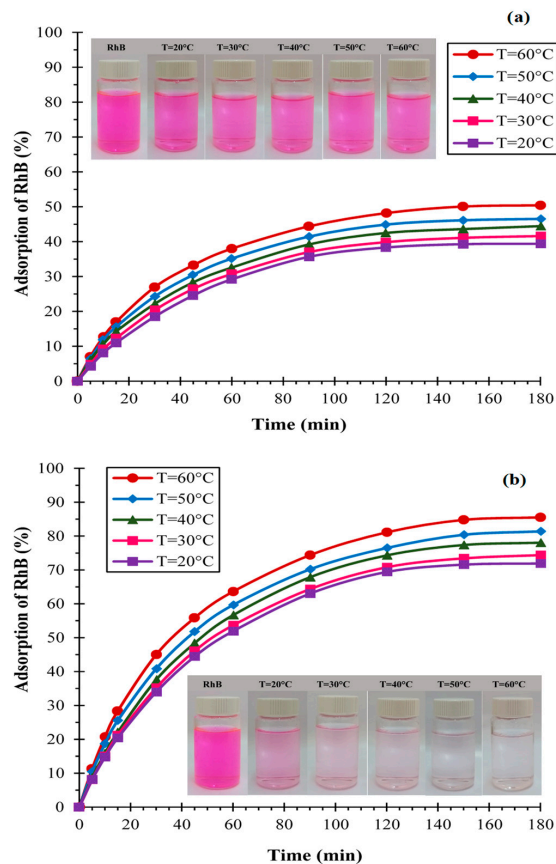 (a)
RhB T=20°C T=30°C T=40°C T=50°C T=60°C
T=60°C
T=50°C
T=40°C
T=30°C
T=20°C
Adsorption of RhB (%)
100
90
80
70
60
50
40
30
20
10
0
0 20 40 60 80 100 120 140 160 180
Time (min)
(b)
T=60°C
T=50°C
T=40°C
T=30°C
T=20°C
RhB T=20°C T=30°C T=40°C T=50°C T=60°C
Adsorption of RhB (%)
100
90
80
70
60
50
40
30
20
10
0
0 20 40 60 80 100 120 140 160 180
Time (min)